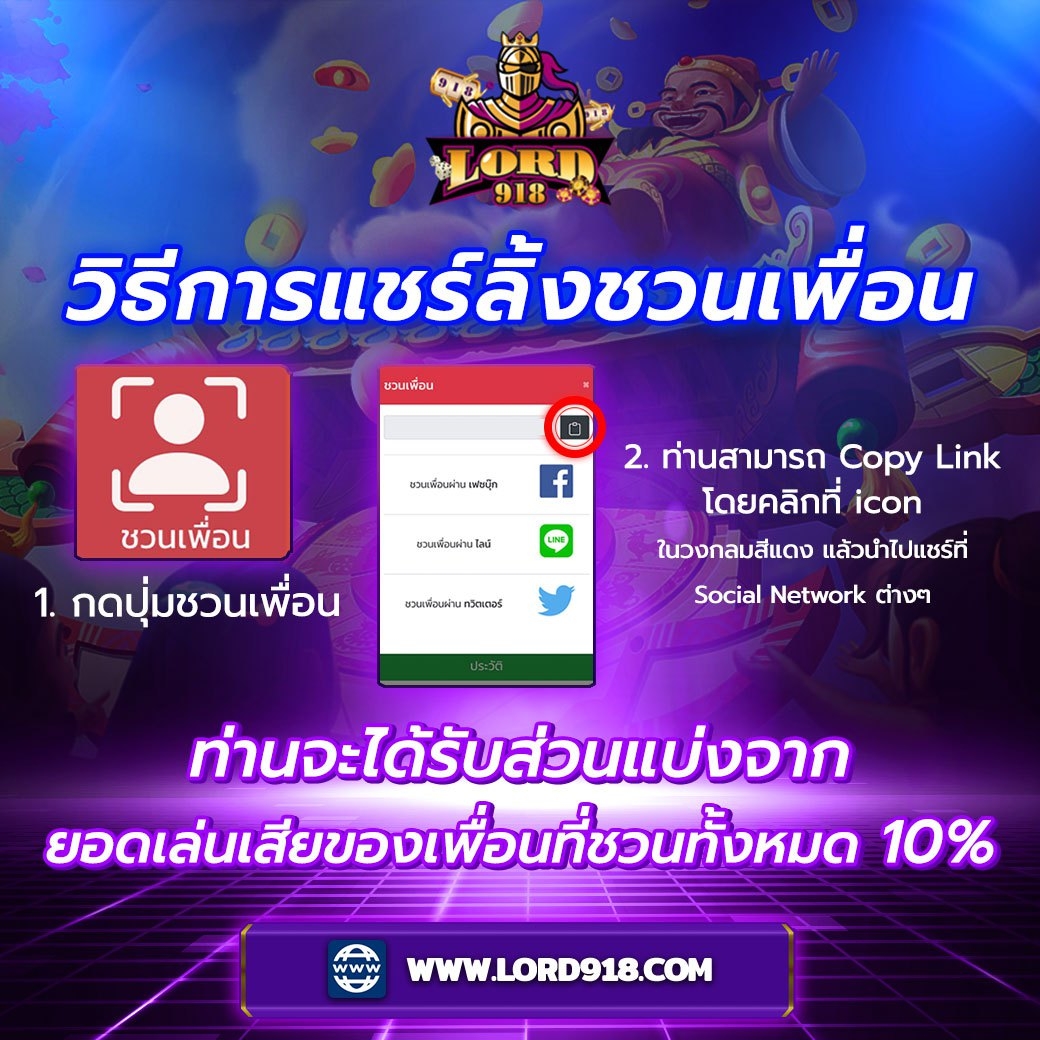 918
918
LORD
918
วิธีการแชร์ลิ้งชวนเพื่อน
ชวนเพื่อน
1. กดปุ่มชวนเพื่อน
ชวนเพื่อน
ชวนเพื่อนผ่าน เฟซบุ๊ก
ชวนเพื่อนผ่าน ไลน์
LINE
ชวนเพื่อนผ่าน ทวิตเตอร์
ประวัติ
2. ท่านสามารถ Copy Link
โดยคลิกที่ icon
ในวงกลมสีแดง แล้วนำไปแชร์ที่
Social Network ต่างๆ
ท่านจะได้รับส่วนแบ่งจาก
ยอดเล่นเสียของเพื่อนที่ชวนทั้งหมด 10%
WWW
WWW.LORD918.COM